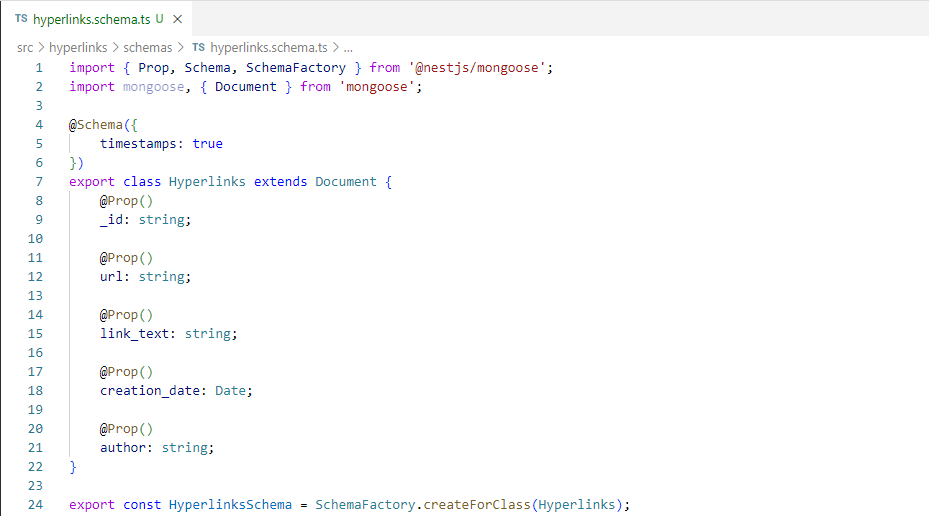 TS hyperlinks.schema.ts U ×
src > hyperlinks > schemas > TS hyperlinks.schema.ts > ...
1 import { Prop, Schema, SchemaFactory } from '@nestjs/mongoose';
2 import mongoose, { Document } from 'mongoose';
3
4 @Schema({
5     timestamps: true
6 })
7 export class Hyperlinks extends Document {
8     @Prop()
9     _id: string;
10
11     @Prop()
12     url: string;
13
14     @Prop()
15     link_text: string;
16
17     @Prop()
18     creation_date: Date;
19
20     @Prop()
21     author: string;
22 }
23
24 export const HyperlinksSchema = SchemaFactory.createForClass(Hyperlinks);